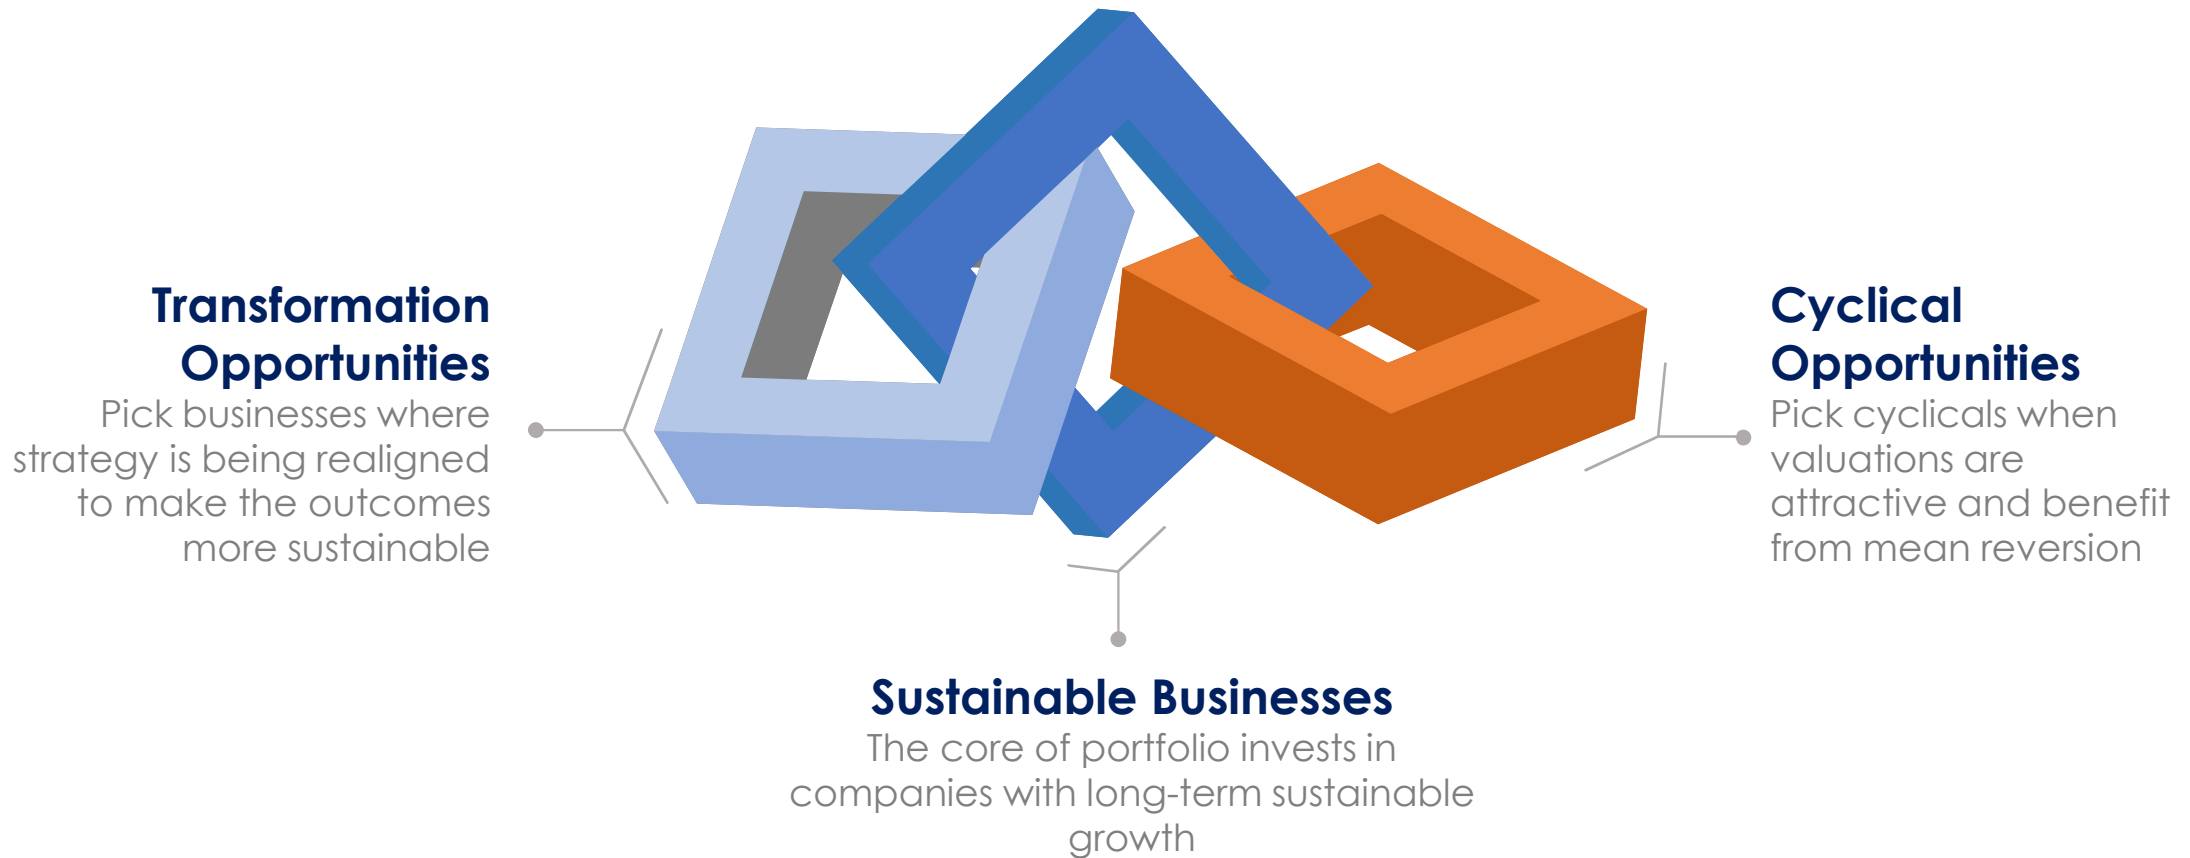 Transformation
Opportunities
Pick businesses where
strategy is being realigned
to make the outcomes
more sustainable
Cyclical
Opportunities
Pick cyclicals when
valuations are
attractive and benefit
from mean reversion
Sustainable Businesses
The core of portfolio invests in
companies with long-term sustainable
growth